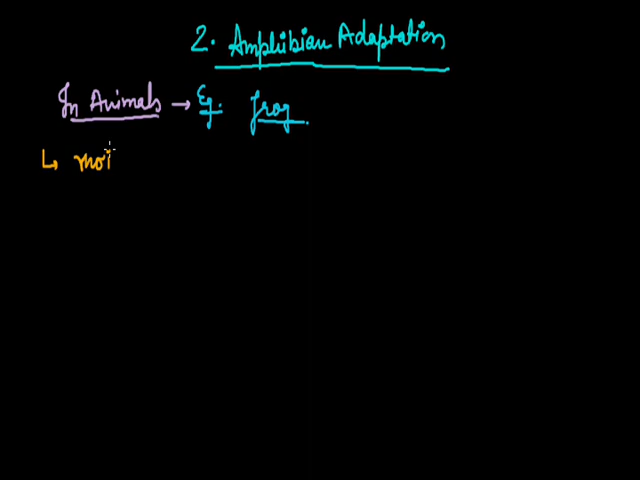 2. Amphibian Adaptation
In Animals → Eg. frog.
↳ moi